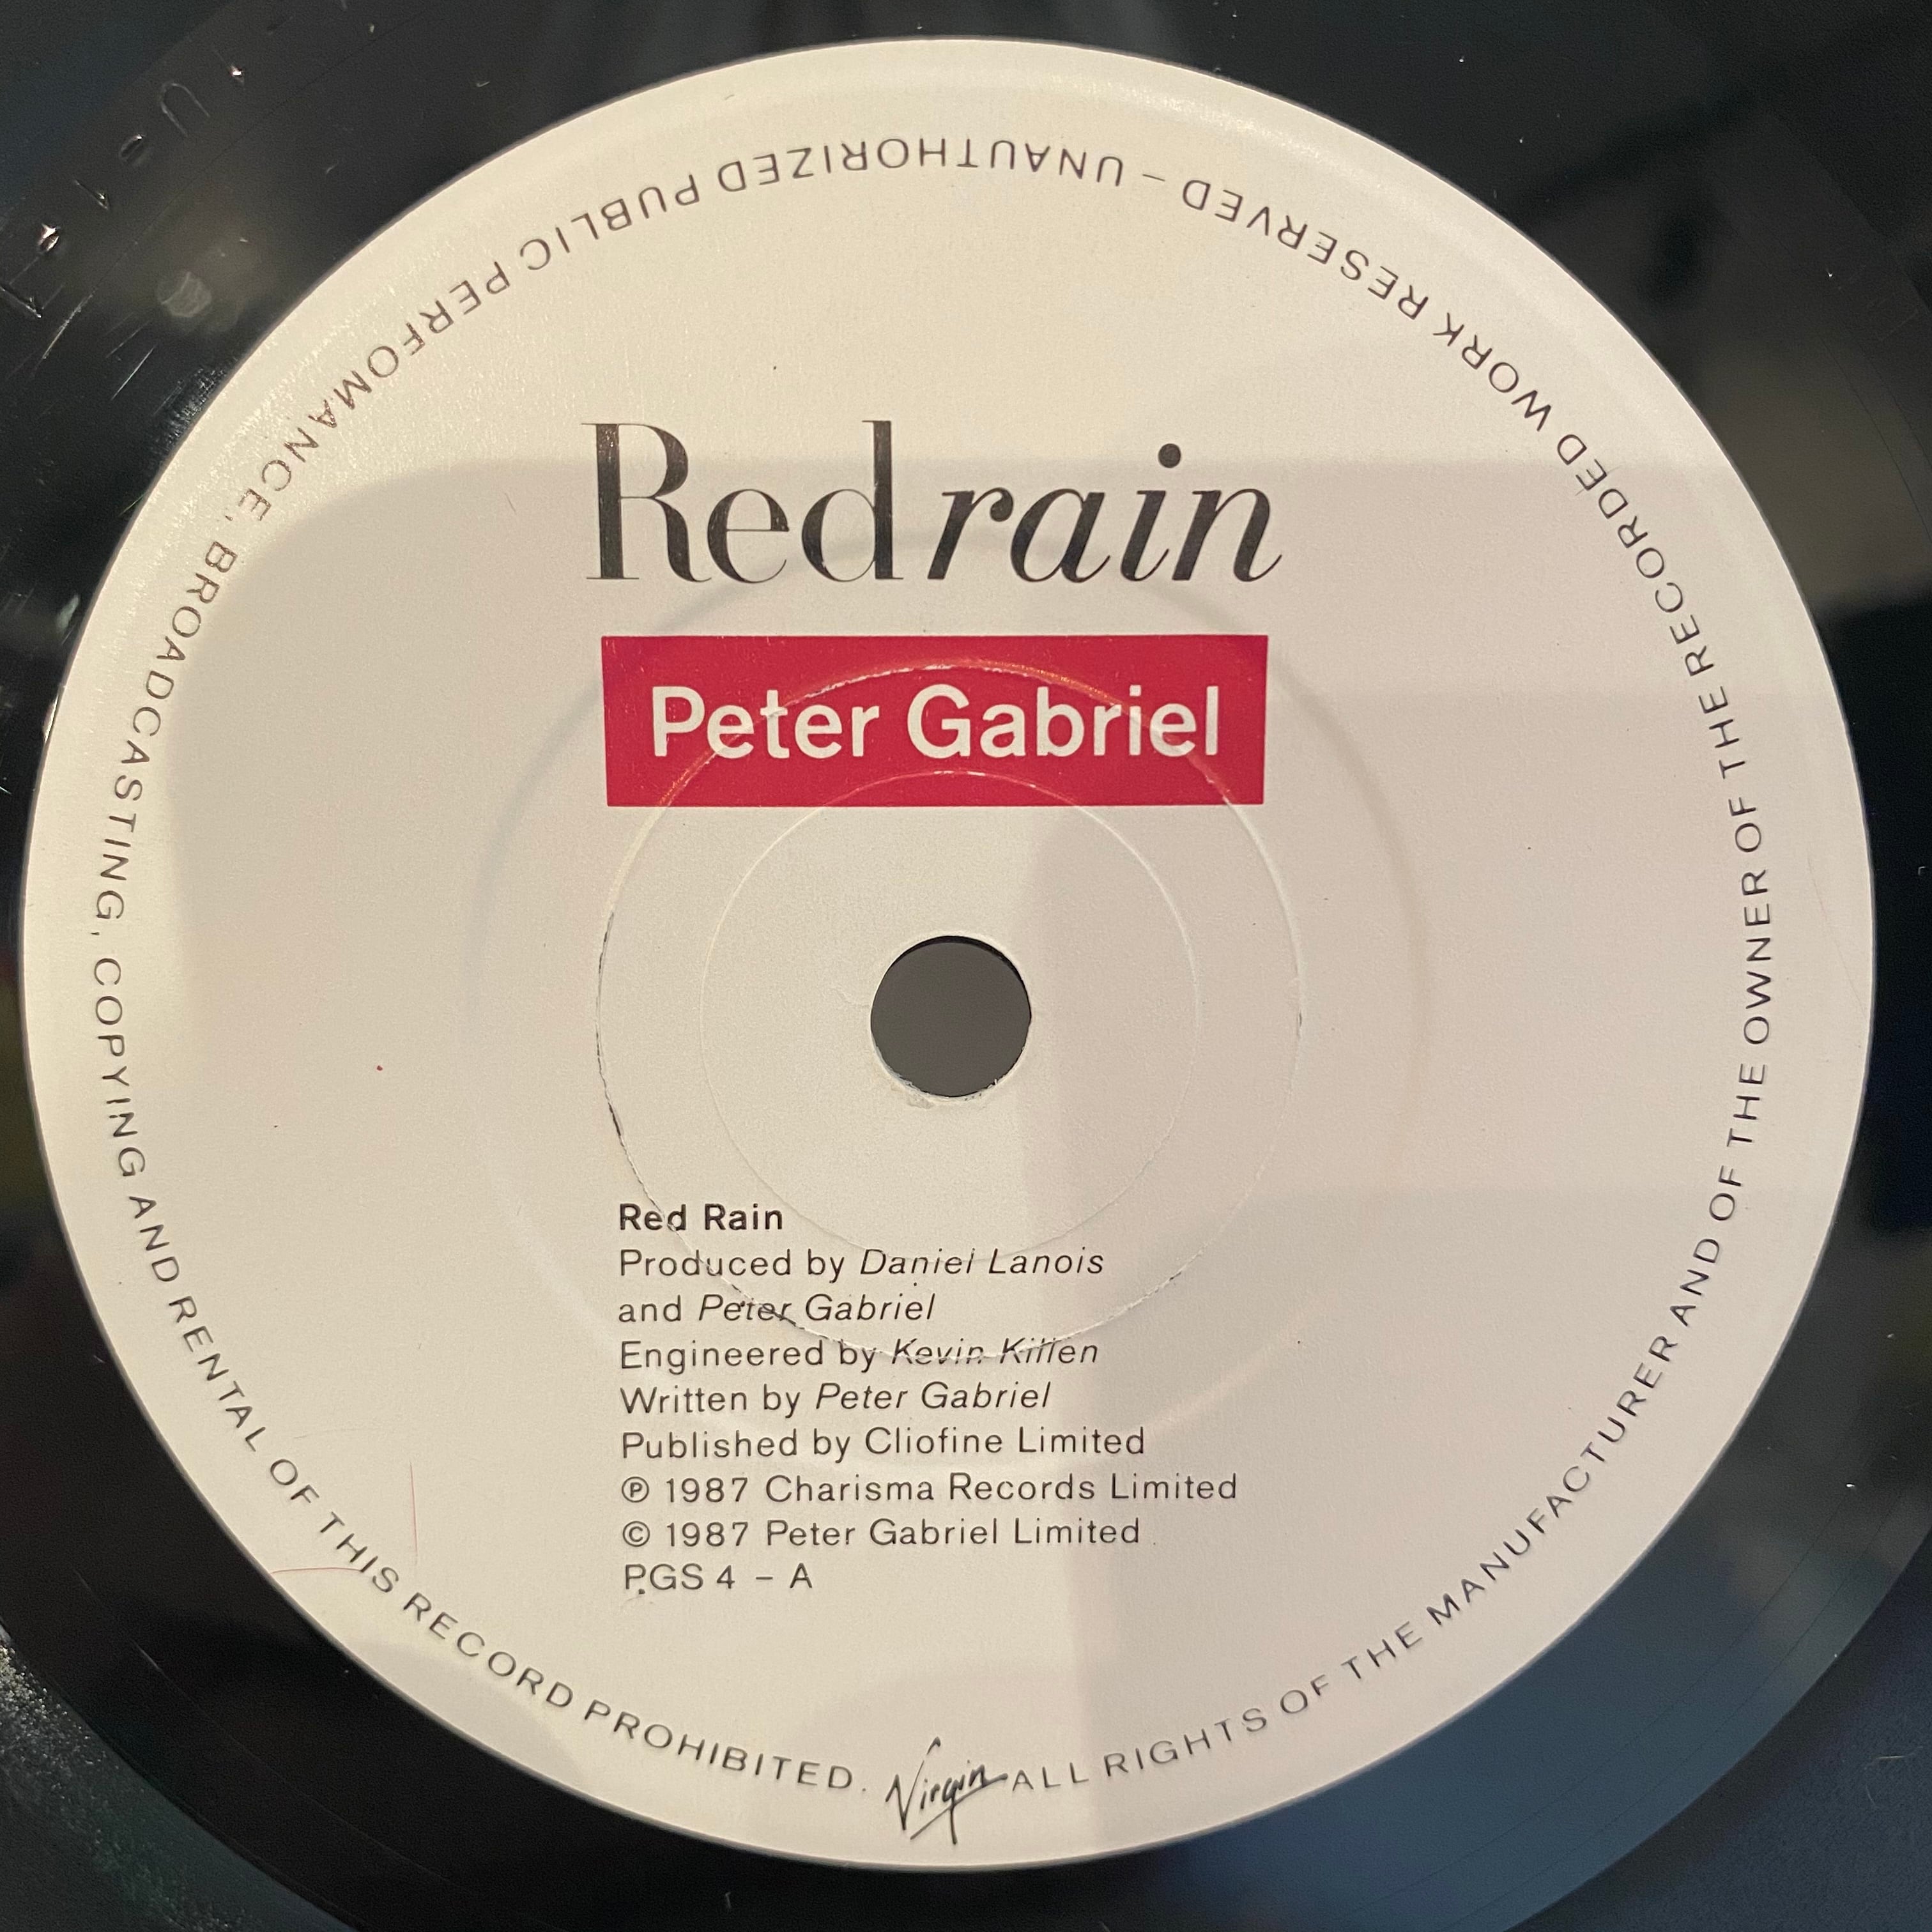 Red rain
Peter Gabriel
Red Rain
Produced by Daniel Lanois
and Peter Gabriel
Engineered by Kevin Killen
Written by Peter Gabriel
Published by Cliofine Limited
℗ 1987 Charisma Records Limited
© 1987 Peter Gabriel Limited
PGS 4 – A
ALL RIGHTS OF THE MANUFACTURER AND OF THE OWNER OF THE RECORDED WORK RESERVED – UNAUTHORIZED PUBLIC PERFOMANCE, BROADCASTING, COPYING AND RENTAL OF THIS RECORD PROHIBITED.
Virgin